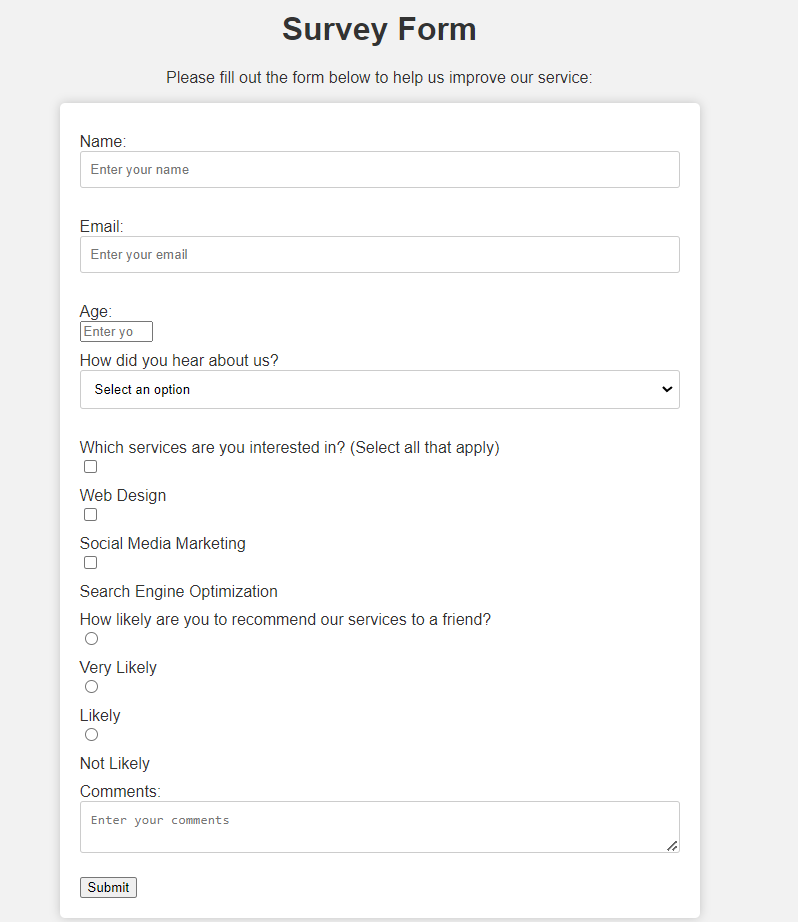 Survey Form
Please fill out the form below to help us improve our service:
Name:
Enter your name
Email:
Enter your email
Age:
Enter yo
How did you hear about us?
Select an option
Which services are you interested in? (Select all that apply)
Web Design
Social Media Marketing
Search Engine Optimization
How likely are you to recommend our services to a friend?
Very Likely
Likely
Not Likely
Comments:
Enter your comments
Submit